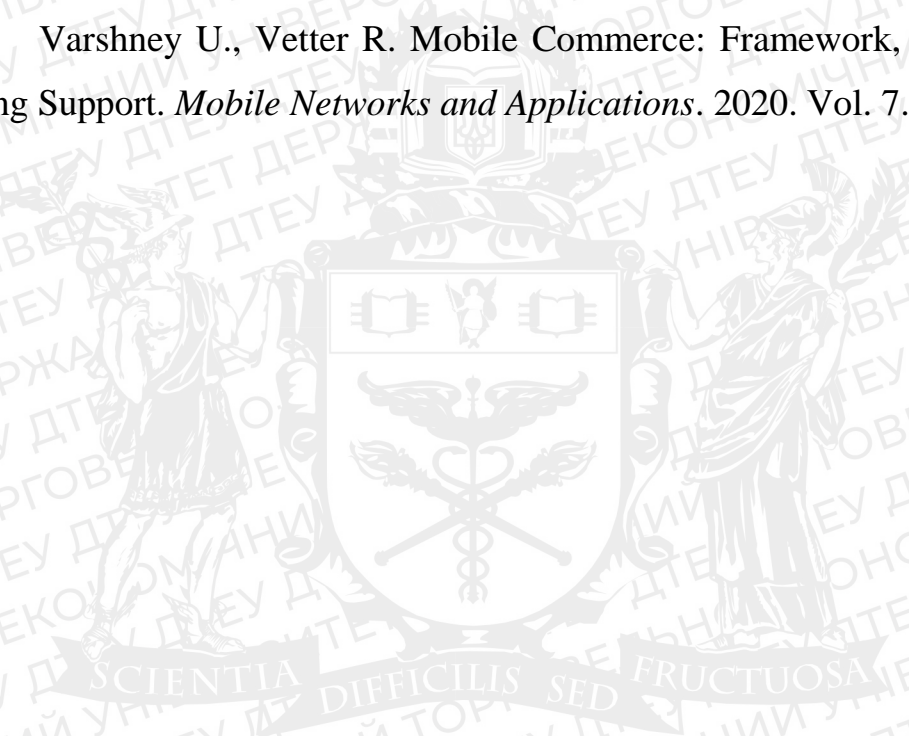 Varshney U., Vetter R. Mobile Commerce: Framework,
ng Support. Mobile Networks and Applications. 2020. Vol. 7.
SCIENTIA DIFFICILIS SED FRUCTUOSA